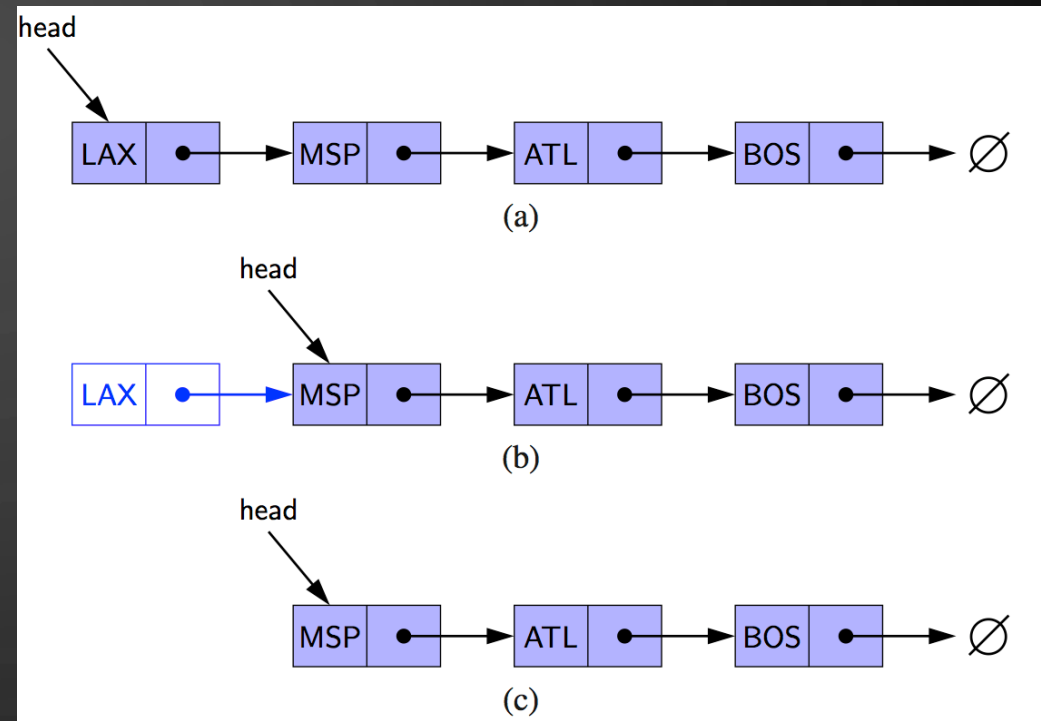 head
LAX MSP ATL BOS ∅
(a)
head
LAX MSP ATL BOS ∅
(b)
head
MSP ATL BOS ∅
(c)